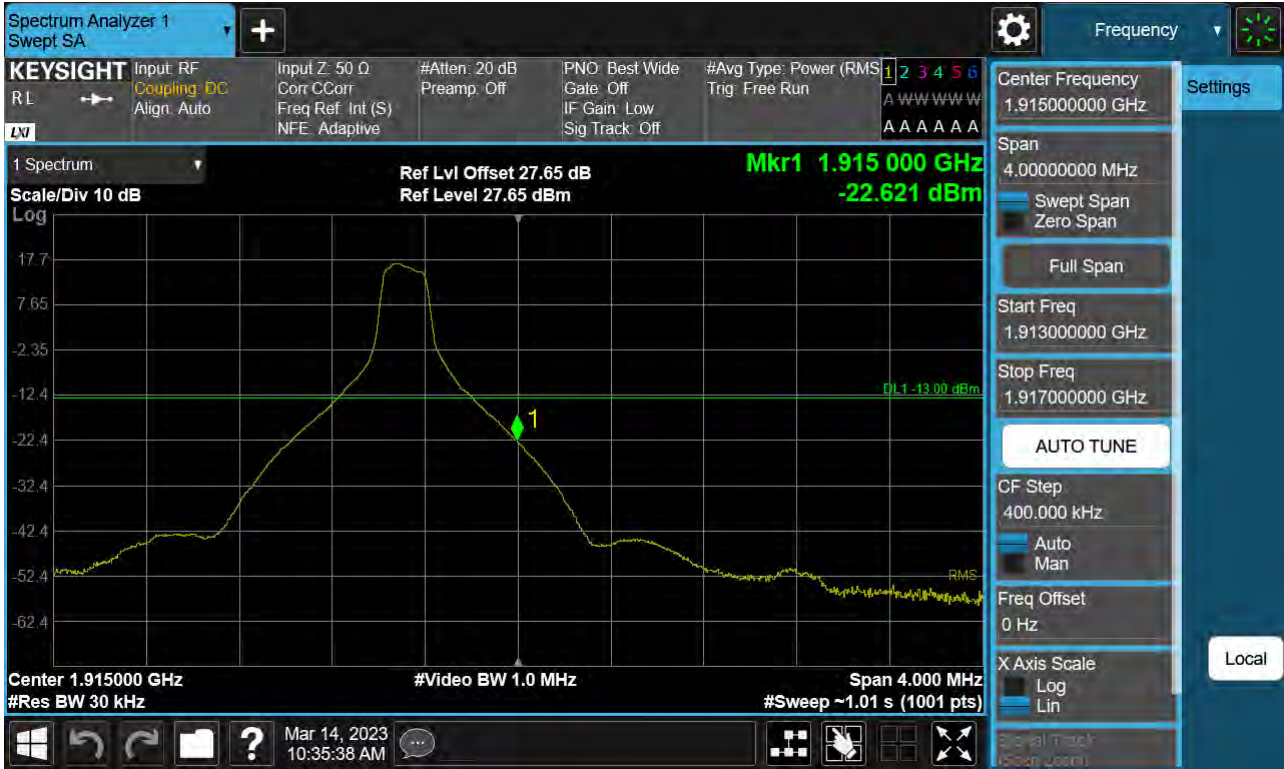 Spectrum Analyzer 1
Swept SA
Frequency
KEYSIGHT
R L
LXI
Input: RF
Coupling: DC
Align: Auto
Input Z: 50 Ω
Corr CCorr
Freq Ref: Int (S)
NFE: Adaptive
#Atten: 20 dB
Preamp: Off
PNO: Best Wide
Gate: Off
IF Gain: Low
Sig Track: Off
#Avg Type: Power (RMS
Trig: Free Run
1 2 3 4 5 6
A W W W W W
A A A A A A
1 Spectrum
Scale/Div 10 dB
Log
Ref Lvl Offset 27.65 dB
Ref Level 27.65 dBm
Mkr1 1.915 000 GHz
-22.621 dBm
17.7
7.65
-2.35
-12.4
-22.4
-32.4
-42.4
-52.4
-62.4
DL1 -13.00 dBm
1
RMS
Center 1.915000 GHz
#Res BW 30 kHz
#Video BW 1.0 MHz
Span 4.000 MHz
#Sweep ~1.01 s (1001 pts)
Center Frequency
1.915000000 GHz
Settings
Span
4.00000000 MHz
Swept Span
Zero Span
Full Span
Start Freq
1.913000000 GHz
Stop Freq
1.917000000 GHz
AUTO TUNE
CF Step
400.000 kHz
Auto
Man
Freq Offset
0 Hz
X Axis Scale
Log
Lin
Local
Signal Track
(Span Zoom)
?
Mar 14, 2023
10:35:38 AM